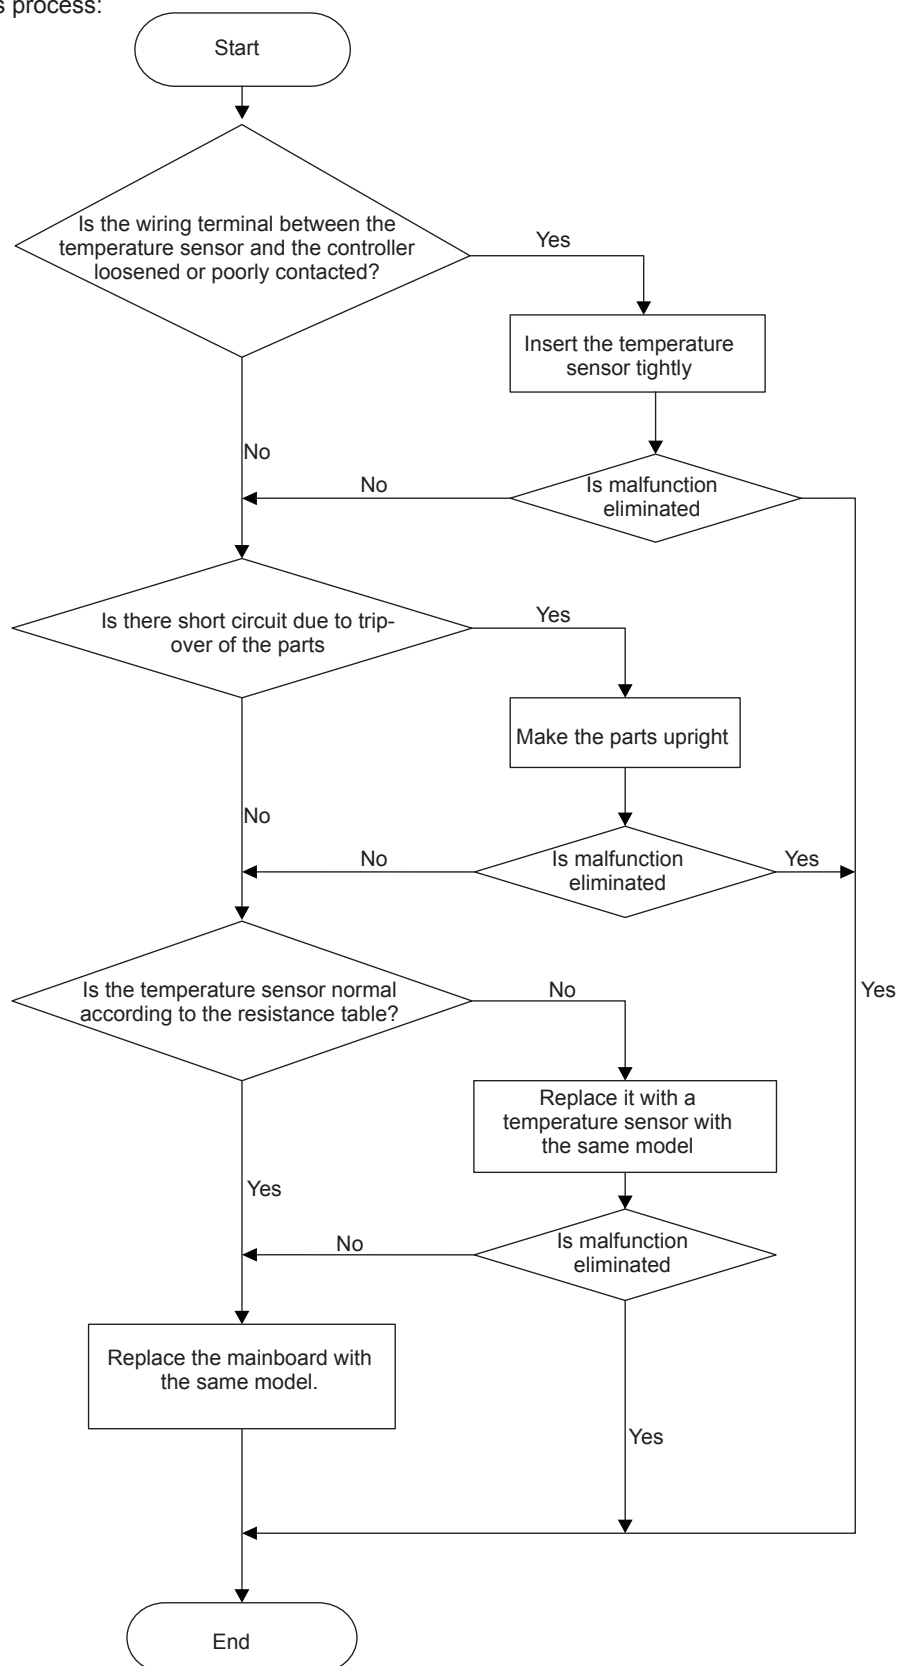 s process:
Start
Is the wiring terminal between the
temperature sensor and the controller
loosened or poorly contacted?
Yes
Insert the temperature
sensor tightly
No
No
Is malfunction
eliminated
Is there short circuit due to trip-
over of the parts
Yes
Make the parts upright
No
No
Is malfunction
eliminated
Yes
Is the temperature sensor normal
according to the resistance table?
No
Yes
Replace it with a
temperature sensor with
the same model
Yes
No
Is malfunction
eliminated
Replace the mainboard with
the same model.
Yes
End